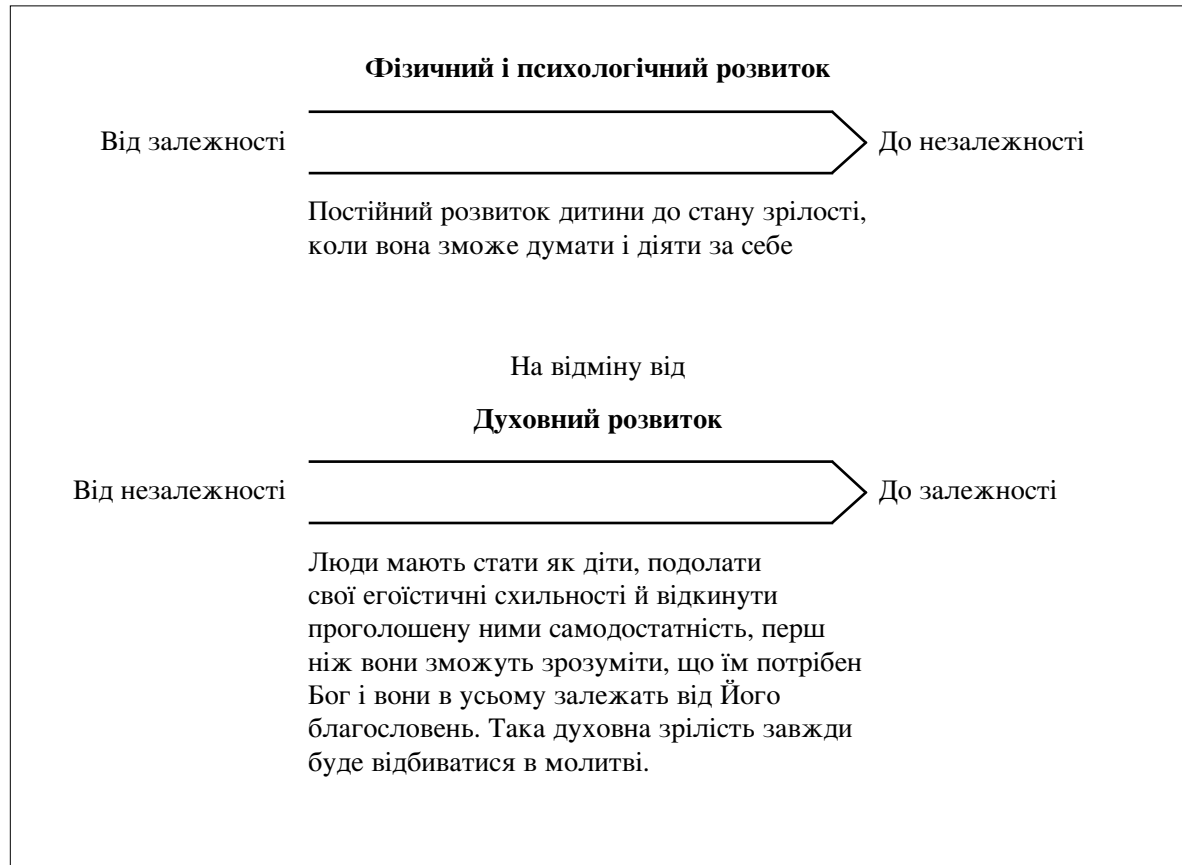 Фізичний і психологічний розвиток
Від залежності
До незалежності
Постійний розвиток дитини до стану зрілості,
коли вона зможе думати і діяти за себе
На відміну від
Духовний розвиток
Від незалежності
До залежності
Люди мають стати як діти, подолати
свої егоїстичні схильності й відкинути
проголошену ними самодостатність, перш
ніж вони зможуть зрозуміти, що їм потрібен
Бог і вони в усьому залежать від Його
благословень. Така духовна зрілість завжди
буде відбиватися в молитві.